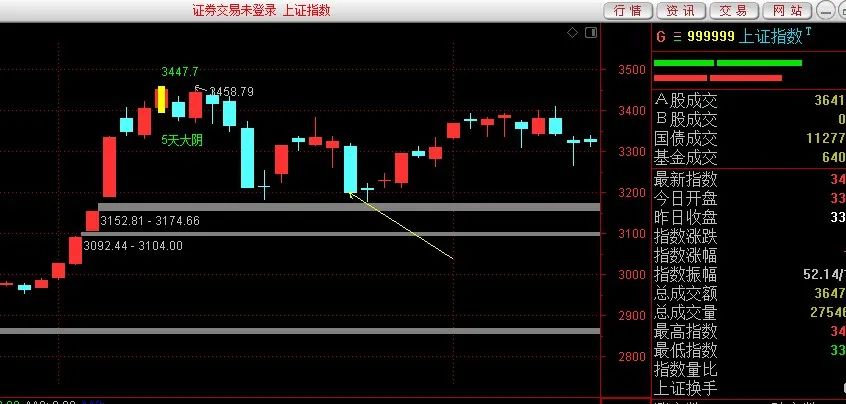 证券交易未登录 上证指数
行 情
资 讯
交 易
网 站
G 999999 上证指数 T
3447.7
3458.79
5天大阴
3152.81 - 3174.66
3092.44 - 3104.00
3500
3400
3300
3200
3100
3000
2900
2800
A股成交 3641
B股成交 0
国债成交 11277
基金成交 640
最新指数 34
今日开盘 33
昨日收盘 33
指数涨跌
指数涨幅
指数振幅 52.14/
总成交额 3647
总成交量 27546
最高指数 34
最低指数 33
指数量比
上证换手